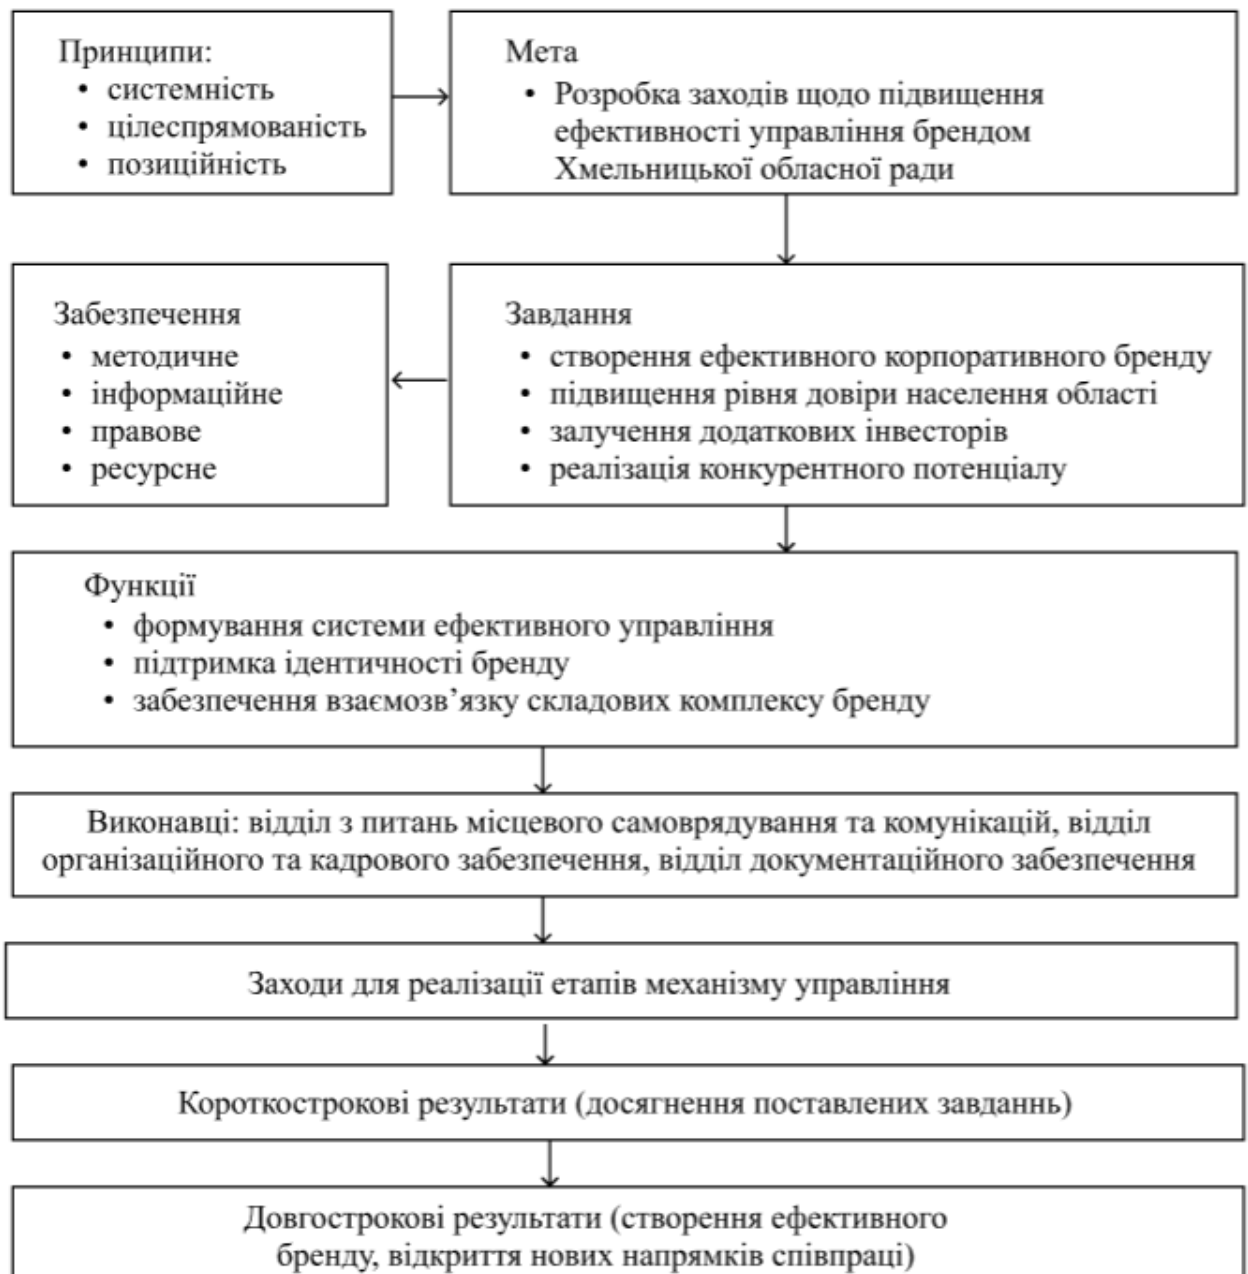 Принципи:
• системність
• цілеспрямованість
• позиційність
Мета
• Розробка заходів щодо підвищення
ефективності управління брендом
Хмельницької обласної ради
Забезпечення
• методичне
• інформаційне
• правове
• ресурсне
Завдання
• створення ефективного корпоративного бренду
• підвищення рівня довіри населення області
• залучення додаткових інвесторів
• реалізація конкурентного потенціалу
Функції
• формування системи ефективного управління
• підтримка ідентичності бренду
• забезпечення взаємозв’язку складових комплексу бренду
Виконавці: відділ з питань місцевого самоврядування та комунікацій, відділ
організаційного та кадрового забезпечення, відділ документаційного забезпечення
Заходи для реалізації етапів механізму управління
Короткострокові результати (досягнення поставлених завданнь)
Довгострокові результати (створення ефективного
бренду, відкриття нових напрямків співпраці)